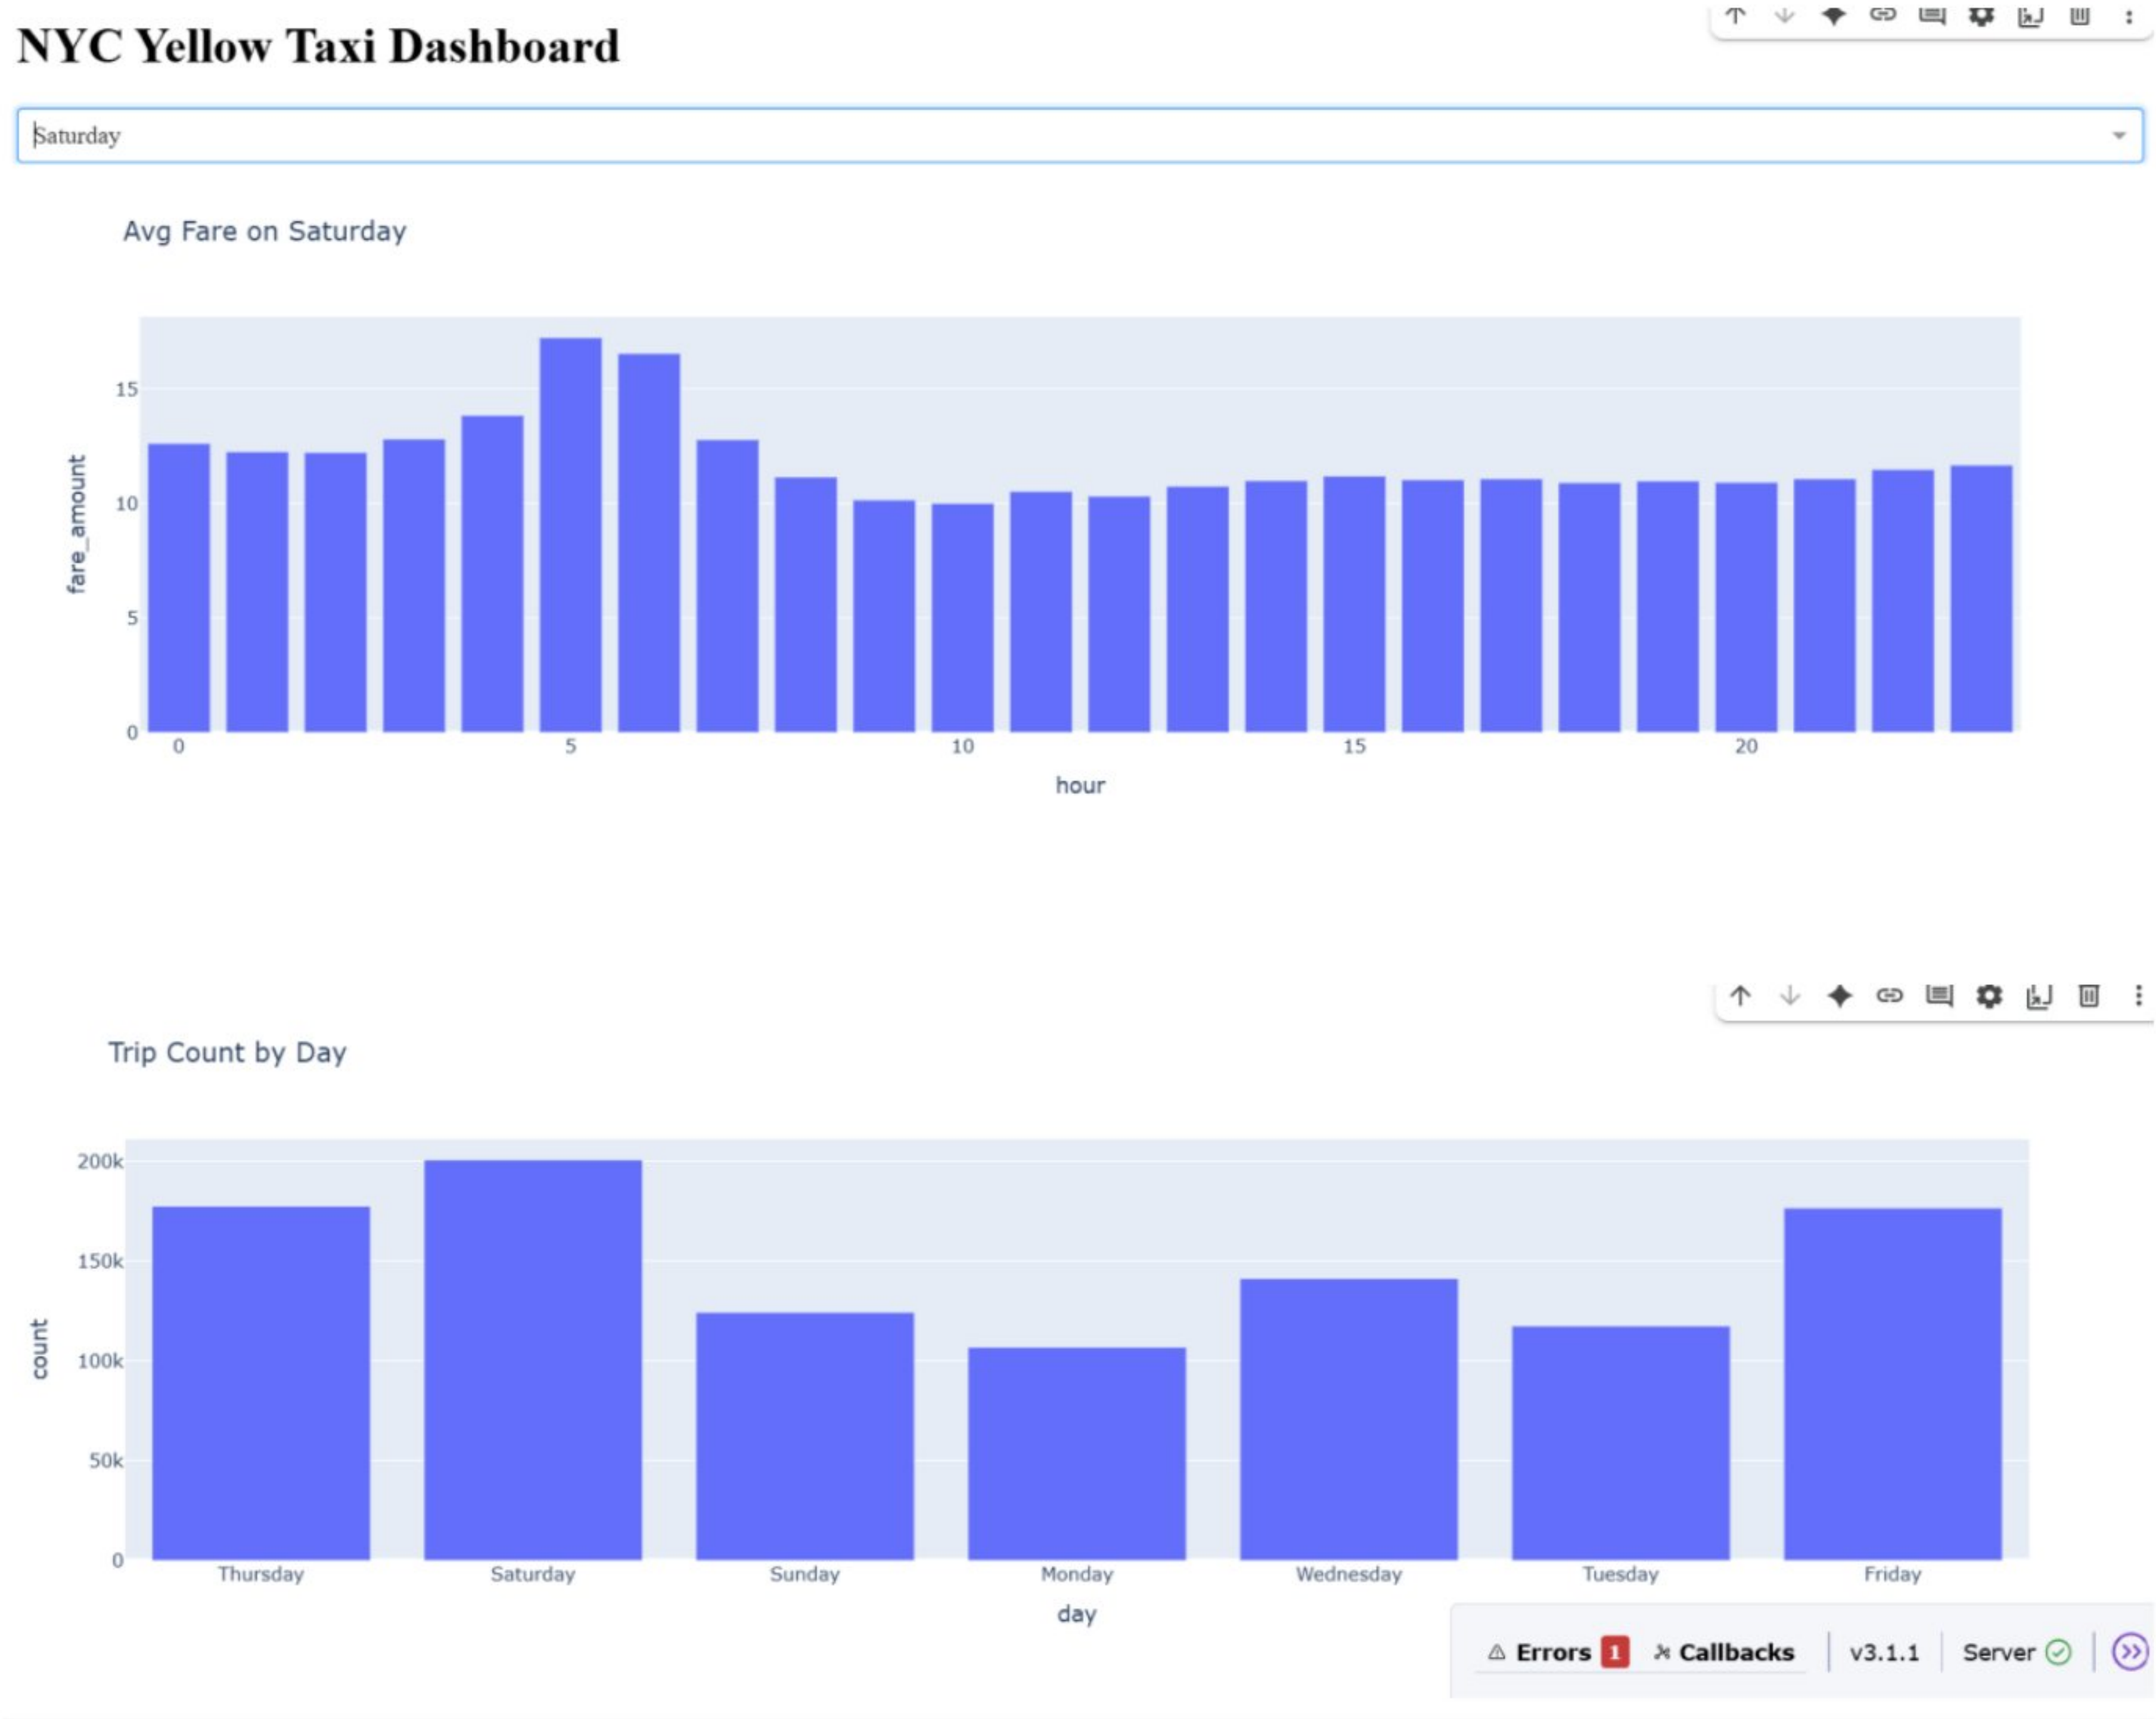 NYC Yellow Taxi Dashboard
Saturday
Avg Fare on Saturday
15
10
5
0
fare_amount
0 5 10 15 20
hour
Trip Count by Day
200k
150k
100k
50k
0
count
Thursday Saturday Sunday Monday Wednesday Tuesday Friday
day
Errors 1 Callbacks v3.1.1 Server